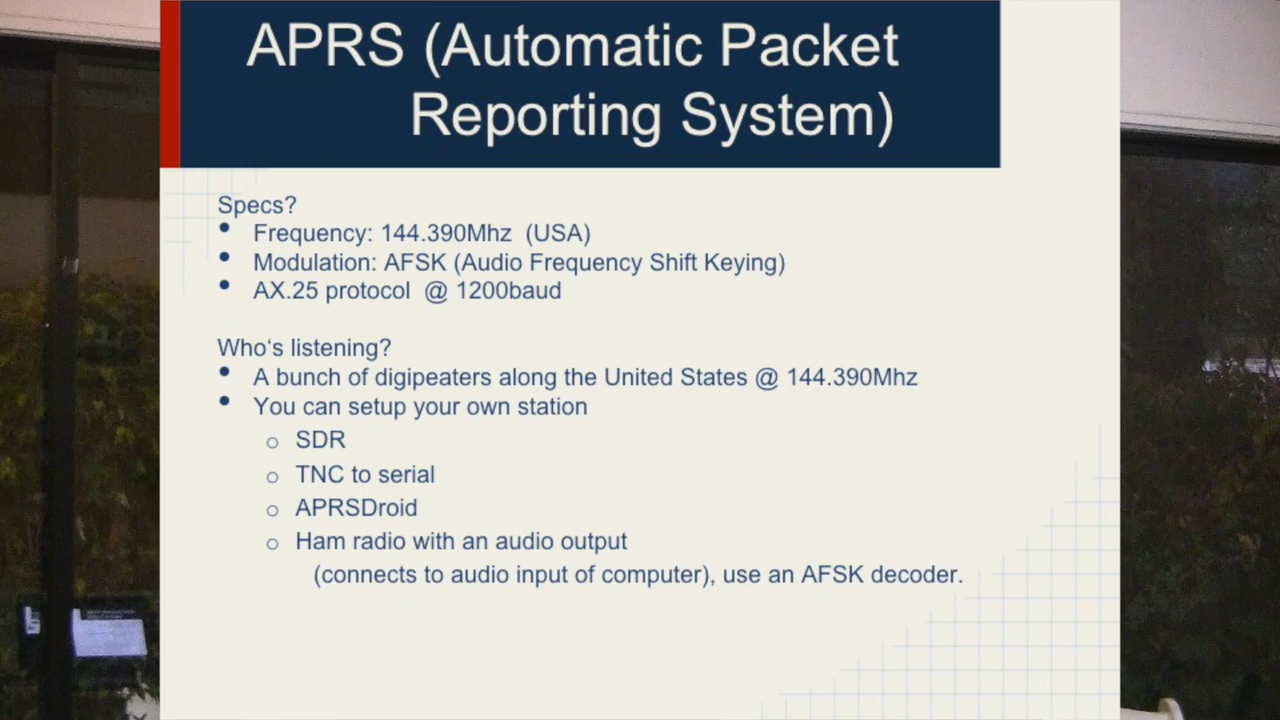 APRS (Automatic Packet
Reporting System)
Specs?
• Frequency: 144.390Mhz (USA)
• Modulation: AFSK (Audio Frequency Shift Keying)
• AX.25 protocol @ 1200baud
Who's listening?
• A bunch of digipeaters along the United States @ 144.390Mhz
• You can setup your own station
○ SDR
○ TNC to serial
○ APRSDroid
○ Ham radio with an audio output
(connects to audio input of computer), use an AFSK decoder.